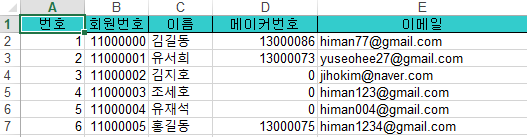 A B C D E
1 번호 회원번호 이름 메이커번호 이메일
2 1 11000000 김길동 13000086 himan77@gmail.com
3 2 11000001 유서희 13000073 yuseohee27@gmail.com
4 3 11000002 김지호 0 jihokim@naver.com
5 4 11000003 조세호 0 himan123@gmail.com
6 5 11000004 유재석 0 himan004@gmail.com
7 6 11000005 홍길동 13000075 himan1234@gmail.com